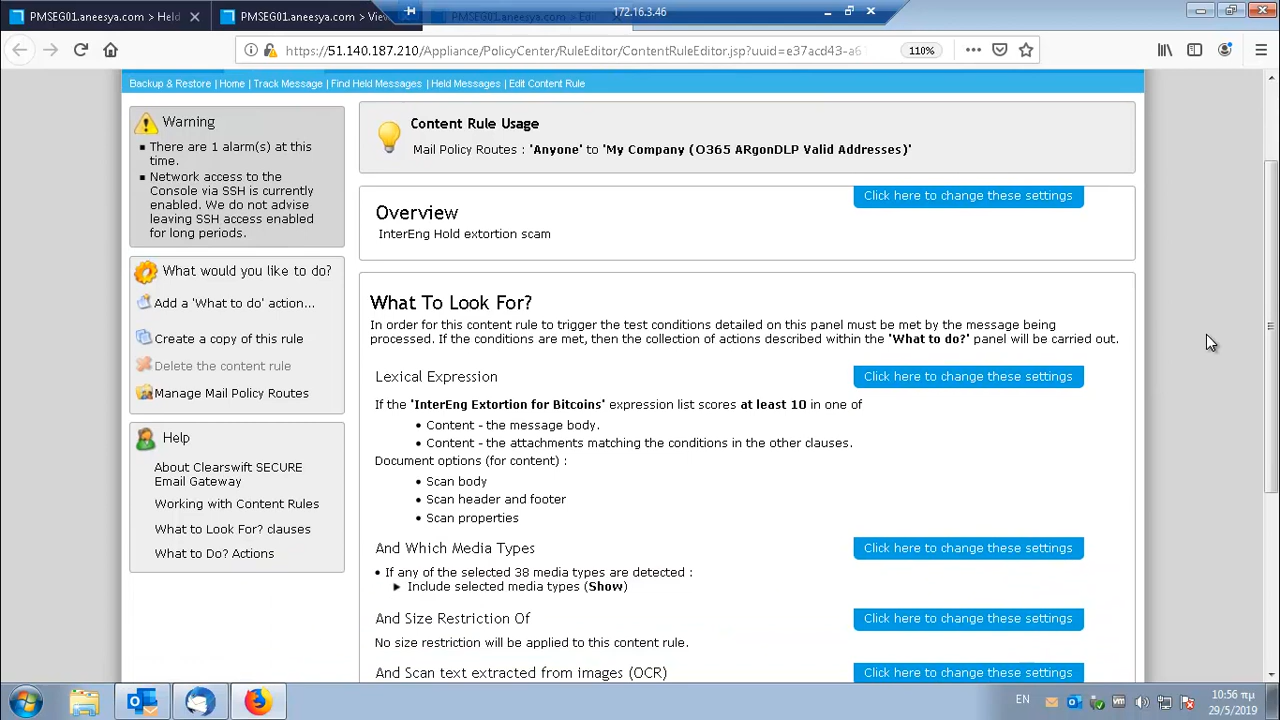 PMSEG01.aneesya.com > Held
PMSEG01.aneesya.com > View
PMSEG01.aneesya.com > Edi
172.16.3.46
https://51.140.187.210/Appliance/PolicyCenter/RuleEditor/ContentRuleEditor.jsp?uuid=e37acd43-a6
110%
Backup & Restore | Home | Track Message | Find Held Messages | Held Messages | Edit Content Rule
Warning
There are 1 alarm(s) at this
time.
Network access to the
Console via SSH is currently
enabled. We do not advise
leaving SSH access enabled
for long periods.
What would you like to do?
Add a 'What to do' action...
Create a copy of this rule
Delete the content rule
Manage Mail Policy Routes
Help
About Clearswift SECURE
Email Gateway
Working with Content Rules
What to Look For? clauses
What to Do? Actions
Content Rule Usage
Mail Policy Routes : 'Anyone' to 'My Company (O365 ARgonDLP Valid Addresses)'
Click here to change these settings
Overview
InterEng Hold extortion scam
What To Look For?
In order for this content rule to trigger the test conditions detailed on this panel must be met by the message being
processed. If the conditions are met, then the collection of actions described within the 'What to do?' panel will be carried out.
Lexical Expression
Click here to change these settings
If the 'InterEng Extortion for Bitcoins' expression list scores at least 10 in one of
• Content - the message body.
• Content - the attachments matching the conditions in the other clauses.
Document options (for content) :
• Scan body
• Scan header and footer
• Scan properties
And Which Media Types
Click here to change these settings
• If any of the selected 38 media types are detected :
► Include selected media types (Show)
And Size Restriction Of
Click here to change these settings
No size restriction will be applied to this content rule.
And Scan text extracted from images (OCR)
Click here to change these settings
EN
10:56 πμ
29/5/2019